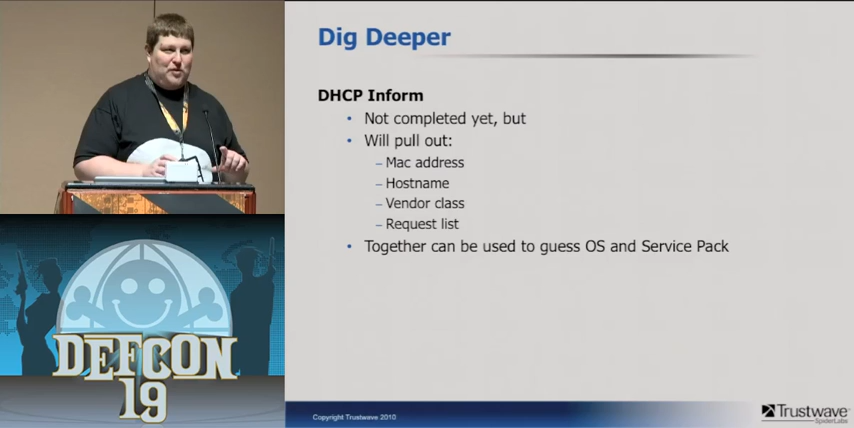 Dig Deeper
DHCP Inform
• Not completed yet, but
• Will pull out:
– Mac address
– Hostname
– Vendor class
– Request list
• Together can be used to guess OS and Service Pack
DEFCON
19
Copyright Trustwave 2010
Trustwave®
SpiderLabs